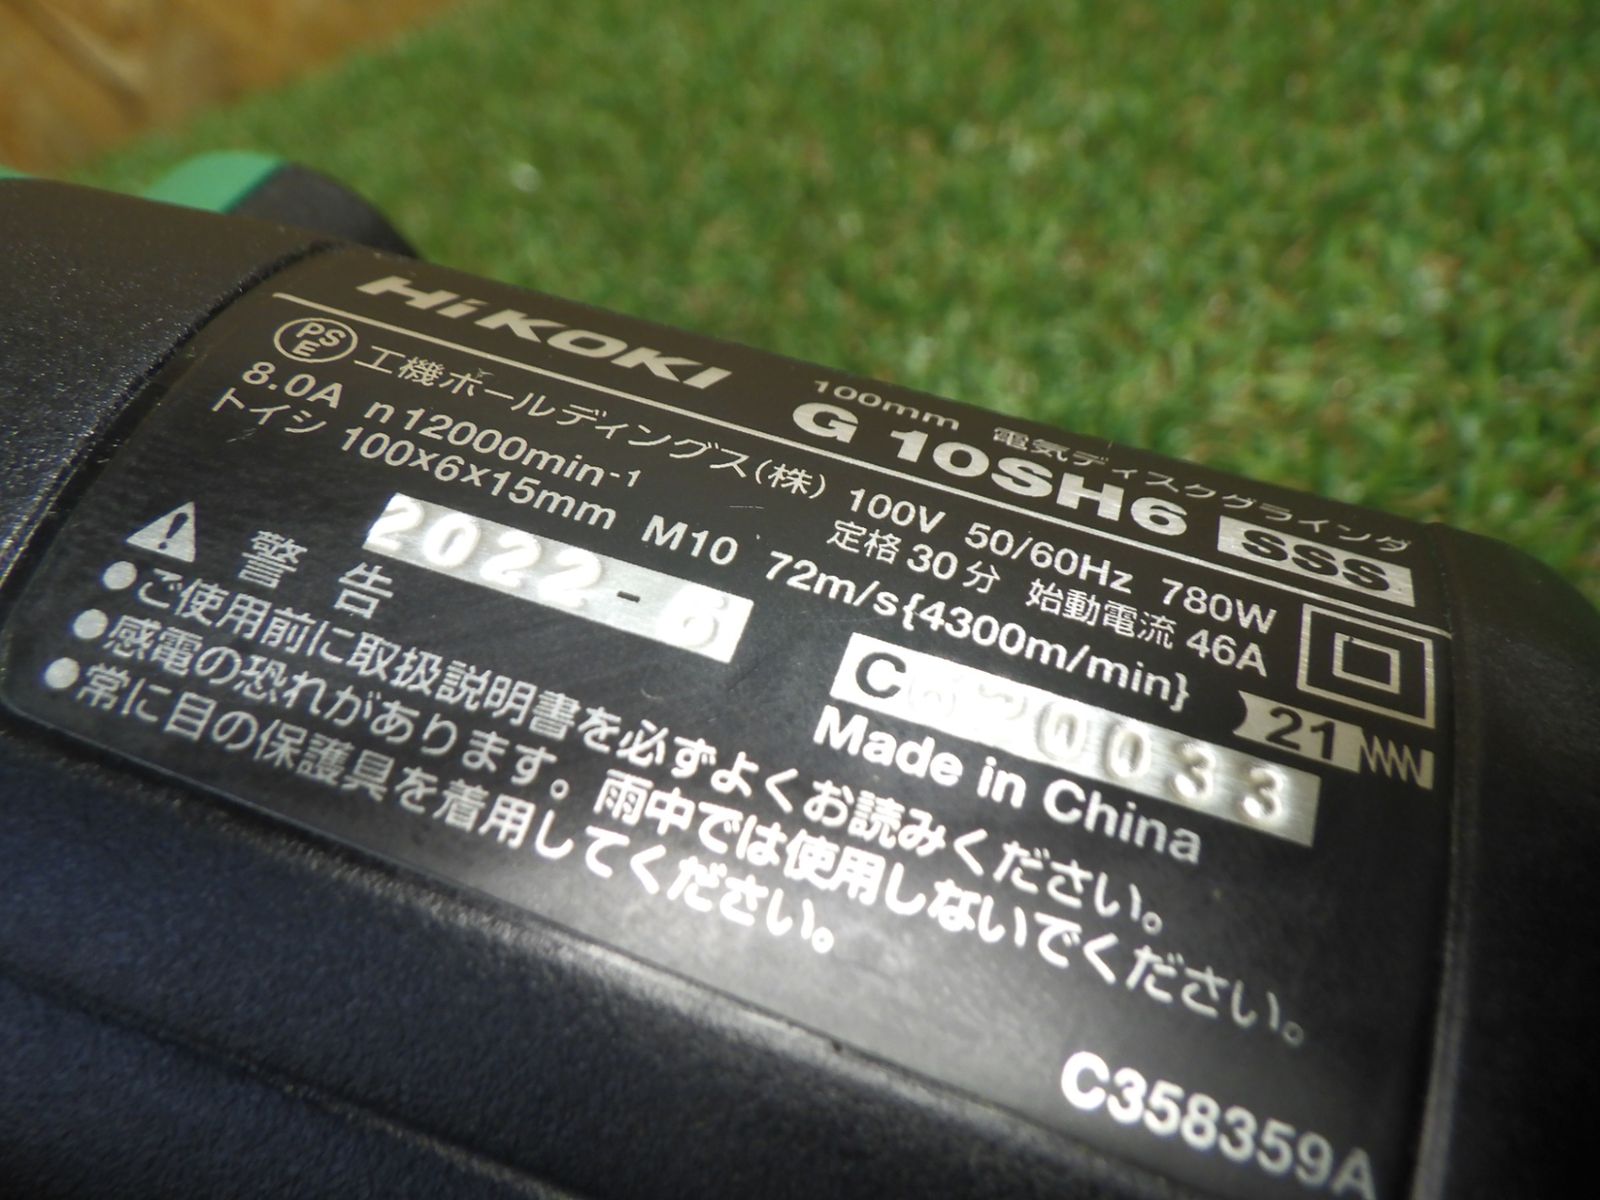 HiKOKI
100mm 電気ディスクグラインダ
G 10SH6 SSS
PSE 工機ホールディングス(株) 100V 50/60Hz 780W
8.0A n12000min-1 定格30分 始動電流 46A
トイシ 100x6x15mm M10 72m/s{4300m/min}
2022-
21
C 0033
Made in China
警告
●ご使用前に取扱説明書を必ずよくお読みください。
●感電の恐れがあります。雨中では使用しないでください。
●常に目の保護具を着用してください。
C358359A